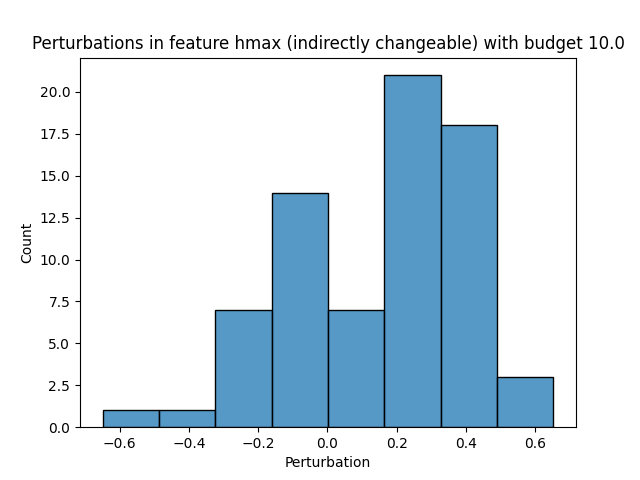 Perturbations in feature hmax (indirectly changeable) with budget 10.0
20.0
17.5
15.0
12.5
10.0
7.5
5.0
2.5
0.0
Count
−0.6 −0.4 −0.2 0.0 0.2 0.4 0.6
Perturbation